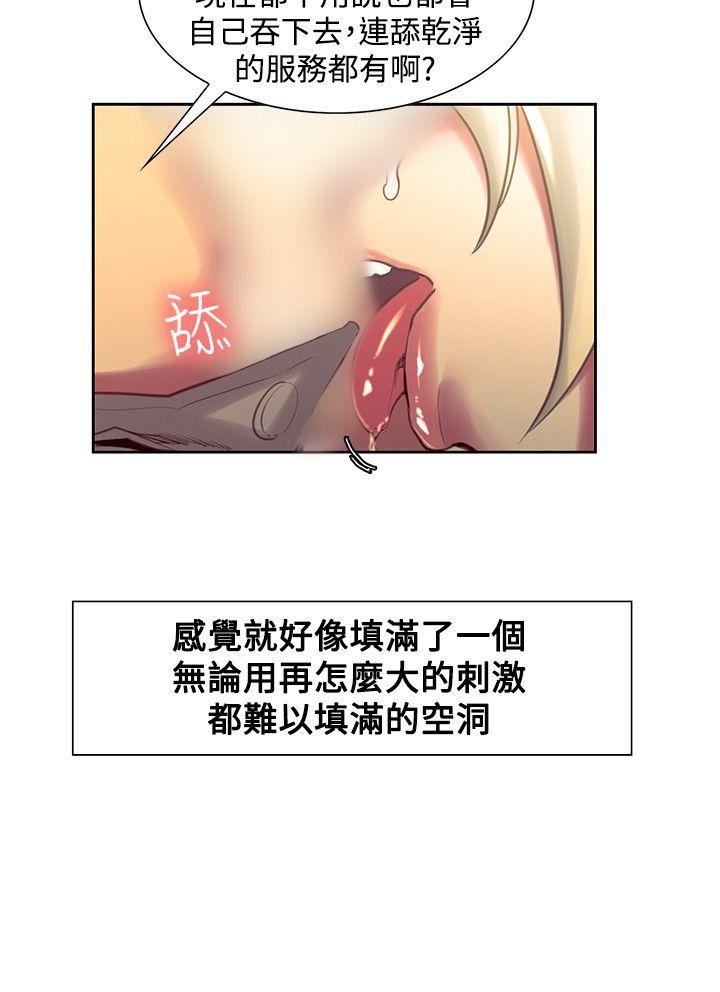 自己吞下去，連舔乾淨
的服務都有啊?
舔
感覺就好像填滿了一個
無論用再怎麼大的刺激
都難以填滿的空洞